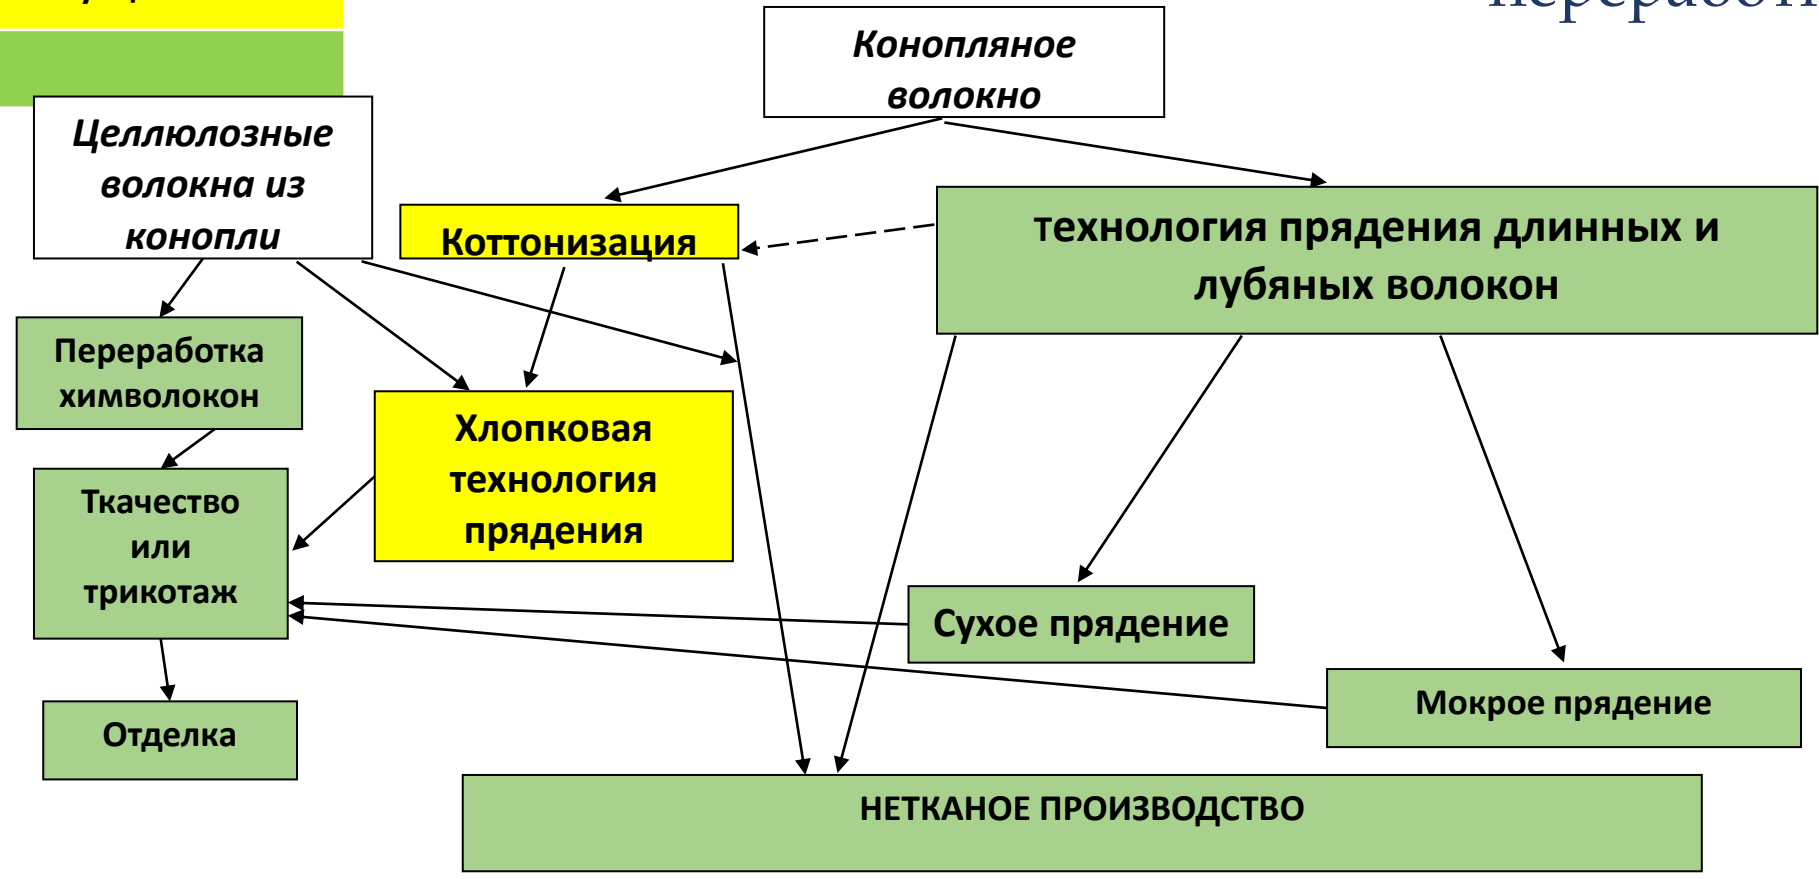 Конопляное
волокно
Целлюлозные
волокна из
конопли
Коттонизация
технология прядения длинных и
лубяных волокон
Переработка
химволокон
Хлопковая
технология
прядения
Ткачество
или
трикотаж
Сухое прядение
Мокрое прядение
Отделка
НЕТКАНОЕ ПРОИЗВОДСТВО